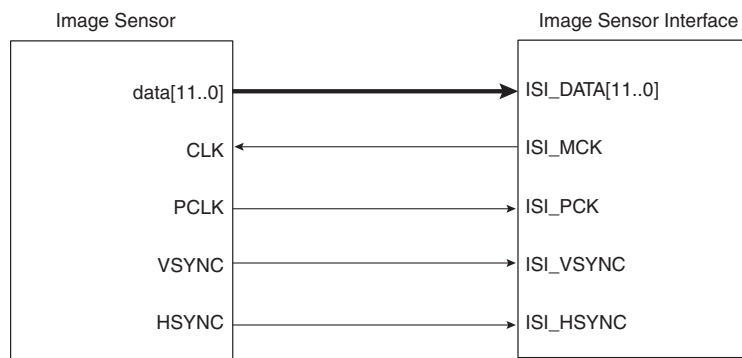 Image Sensor
Image Sensor Interface
data[11..0]
ISI_DATA[11..0]
CLK
ISI_MCK
PCLK
ISI_PCK
VSYNC
ISI_VSYNC
HSYNC
ISI_HSYNC